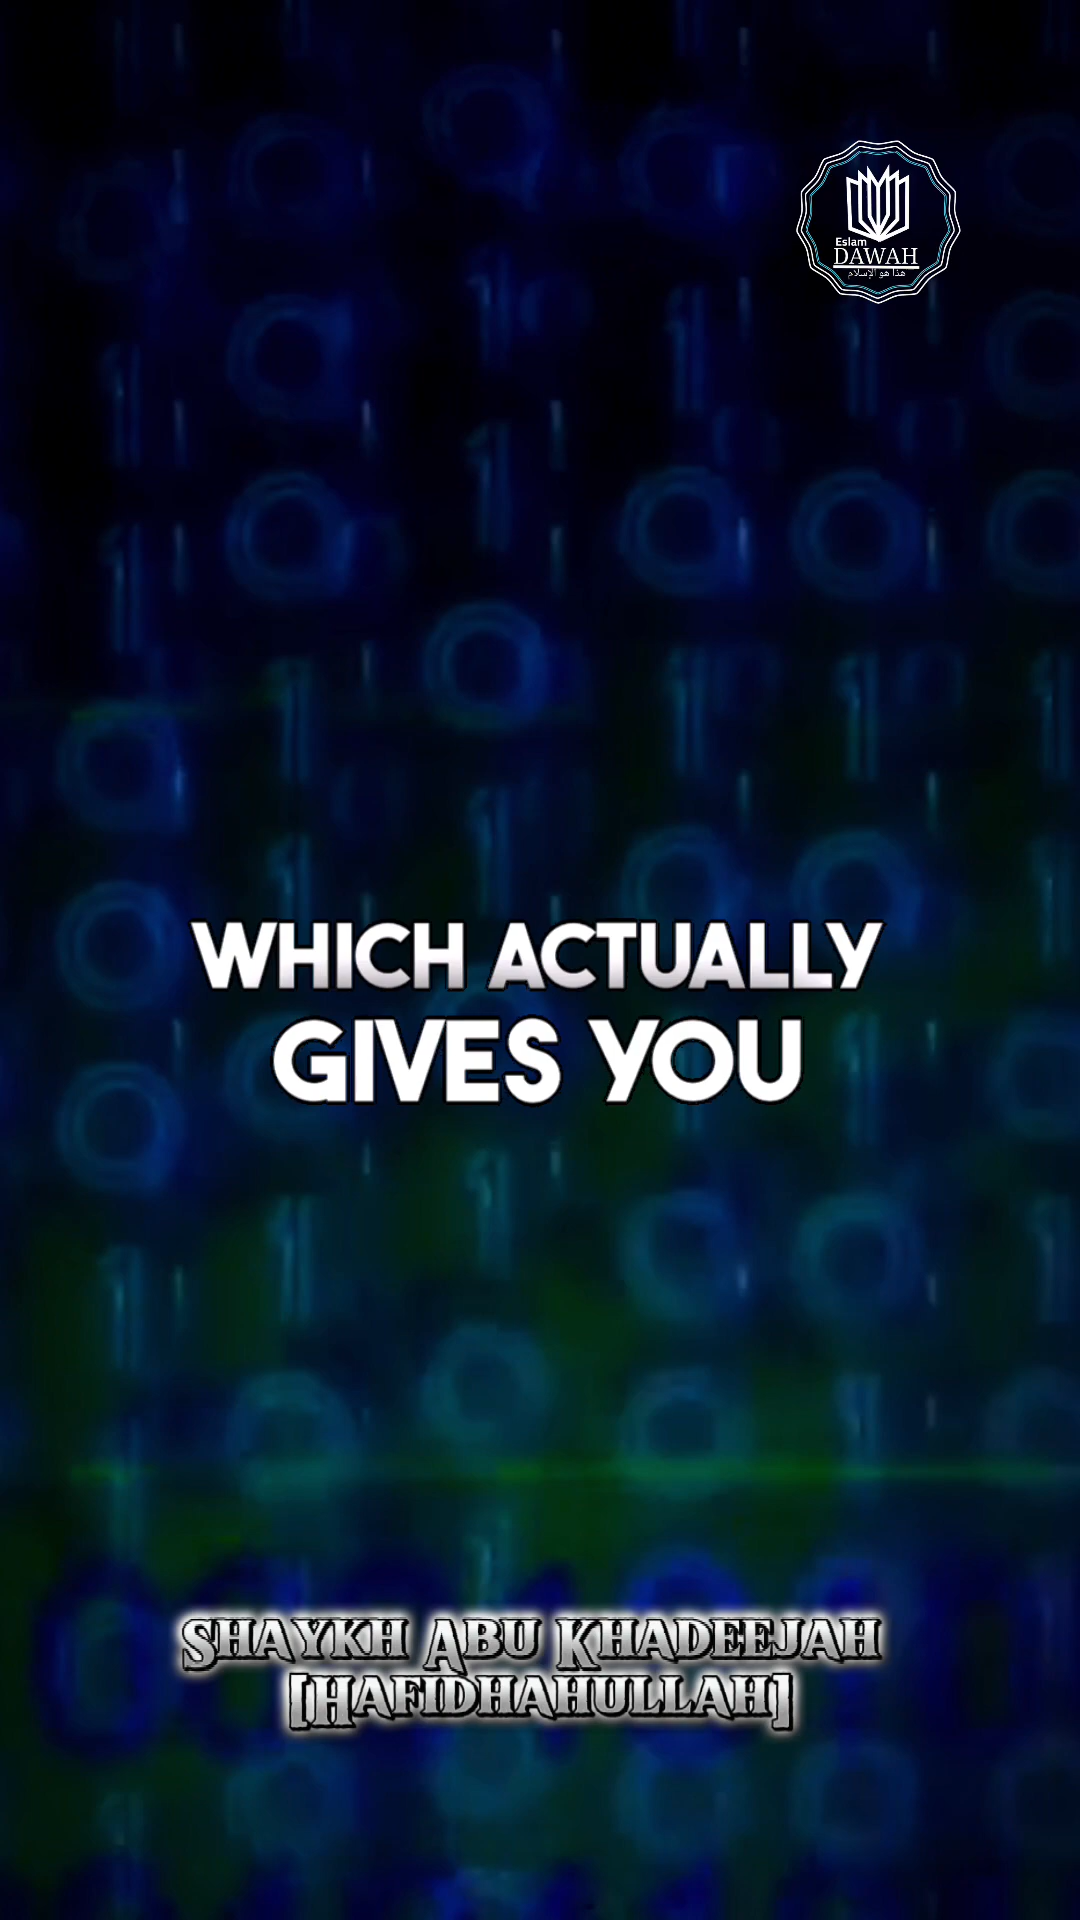 Eslam
DAWAH
هذا هو الإسلام
WHICH ACTUALLY
GIVES YOU
SHAYKH ABU KHADEEJAH
[HAFIDHAHULLAH]